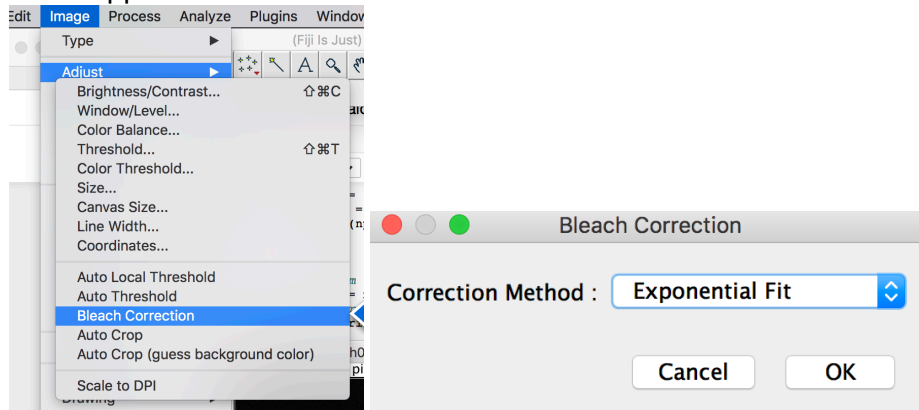 Edit Image Process Analyze Plugins Window
Type
(Fiji Is Just)
Adjust
Brightness/Contrast... ⇧⌘C
Window/Level...
Color Balance...
Threshold... ⇧⌘T
Color Threshold...
Size...
Canvas Size...
Line Width...
Coordinates...
Auto Local Threshold
Auto Threshold
Bleach Correction
Auto Crop
Auto Crop (guess background color)
Scale to DPI
Bleach Correction
Correction Method : Exponential Fit
Cancel OK